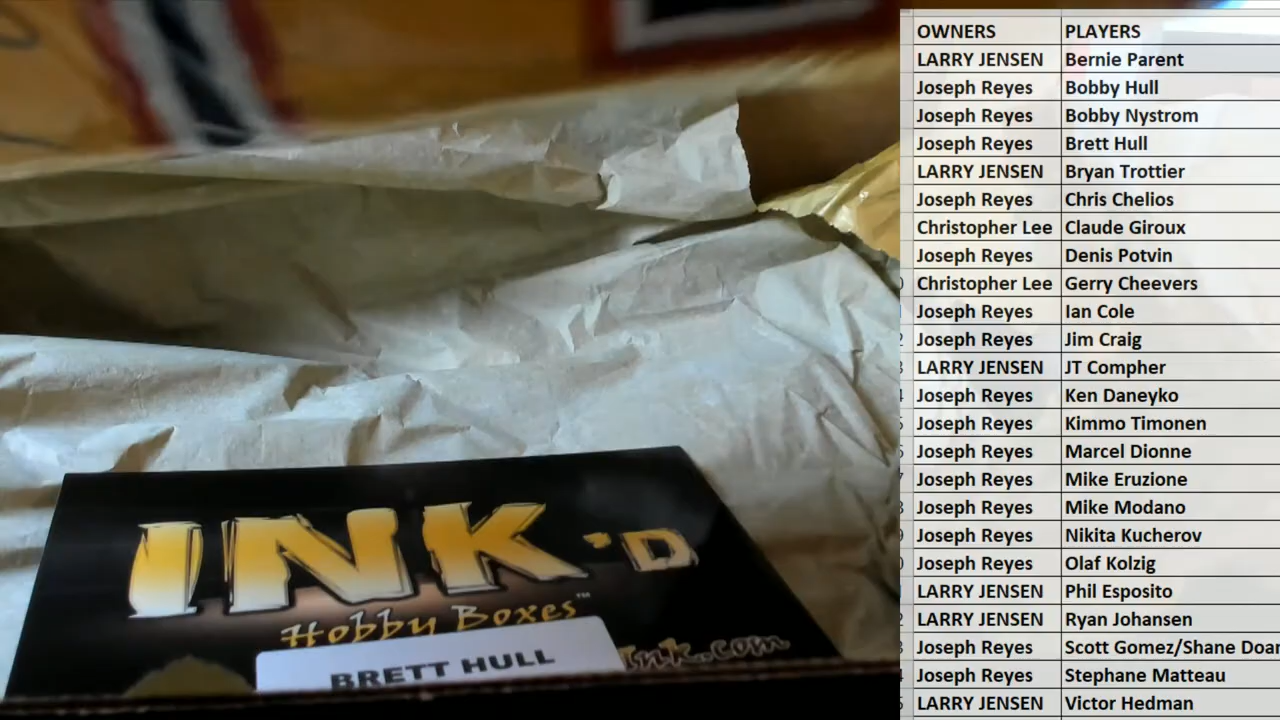 OWNERS PLAYERS
LARRY JENSEN Bernie Parent
Joseph Reyes Bobby Hull
Joseph Reyes Bobby Nystrom
Joseph Reyes Brett Hull
LARRY JENSEN Bryan Trottier
Joseph Reyes Chris Chelios
Christopher Lee Claude Giroux
Joseph Reyes Denis Potvin
Christopher Lee Gerry Cheevers
Joseph Reyes Ian Cole
Joseph Reyes Jim Craig
LARRY JENSEN JT Compher
Joseph Reyes Ken Daneyko
Joseph Reyes Kimmo Timonen
Joseph Reyes Marcel Dionne
Joseph Reyes Mike Eruzione
Joseph Reyes Mike Modano
Joseph Reyes Nikita Kucherov
Joseph Reyes Olaf Kolzig
LARRY JENSEN Phil Esposito
LARRY JENSEN Ryan Johansen
Joseph Reyes Scott Gomez/Shane Doan
Joseph Reyes Stephane Matteau
LARRY JENSEN Victor Hedman
INK'D
Hobby Boxes™
BRETT HULL